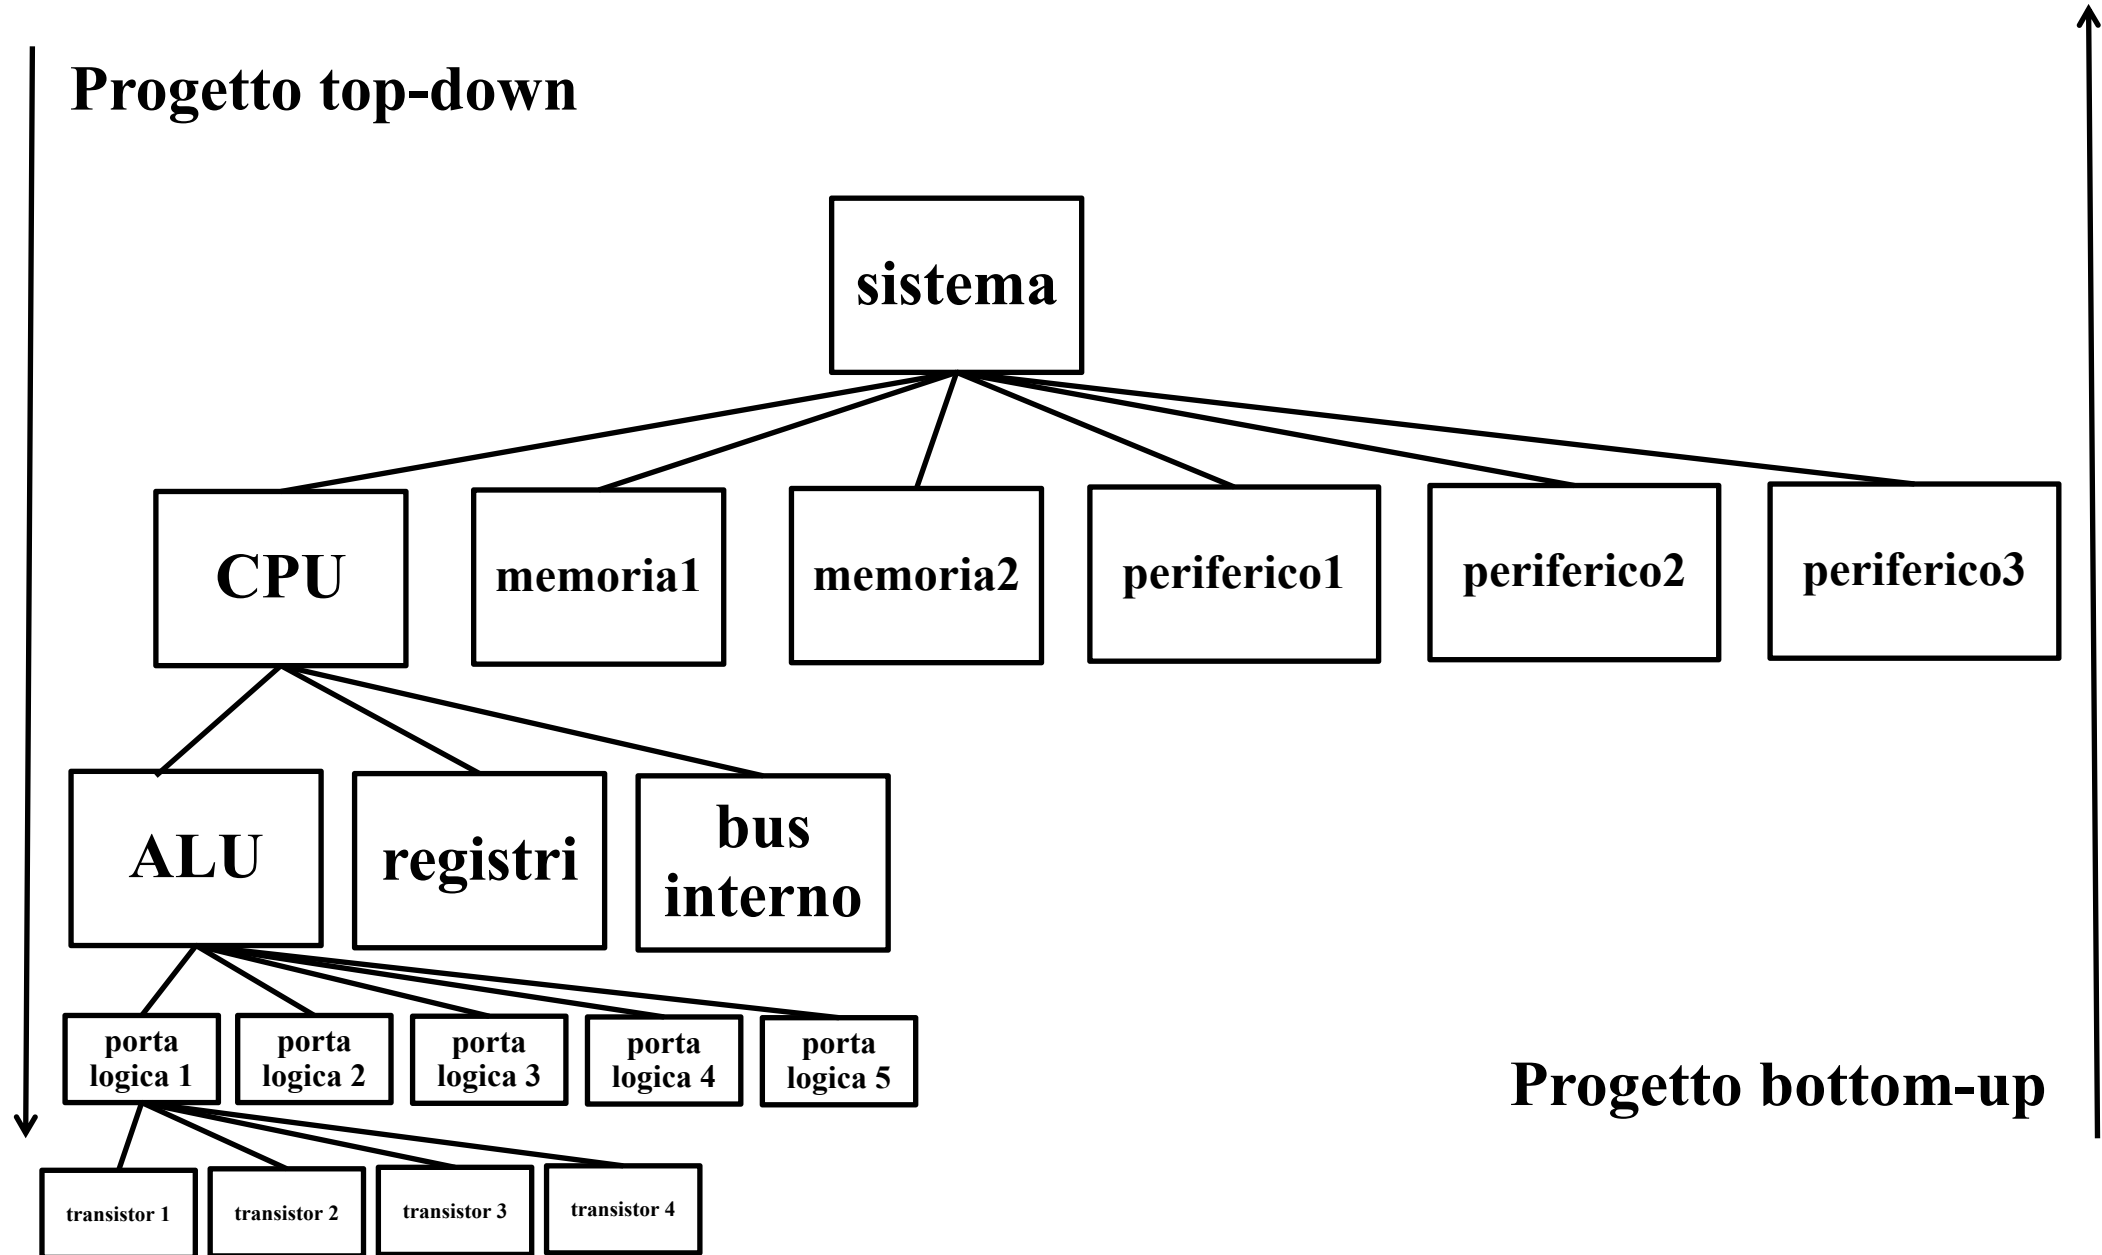 Progetto top-down
sistema
CPU
memoria1
memoria2
periferico1
periferico2
periferico3
ALU
registri
bus
interno
porta
logica 1
porta
logica 2
porta
logica 3
porta
logica 4
porta
logica 5
Progetto bottom-up
transistor 1
transistor 2
transistor 3
transistor 4